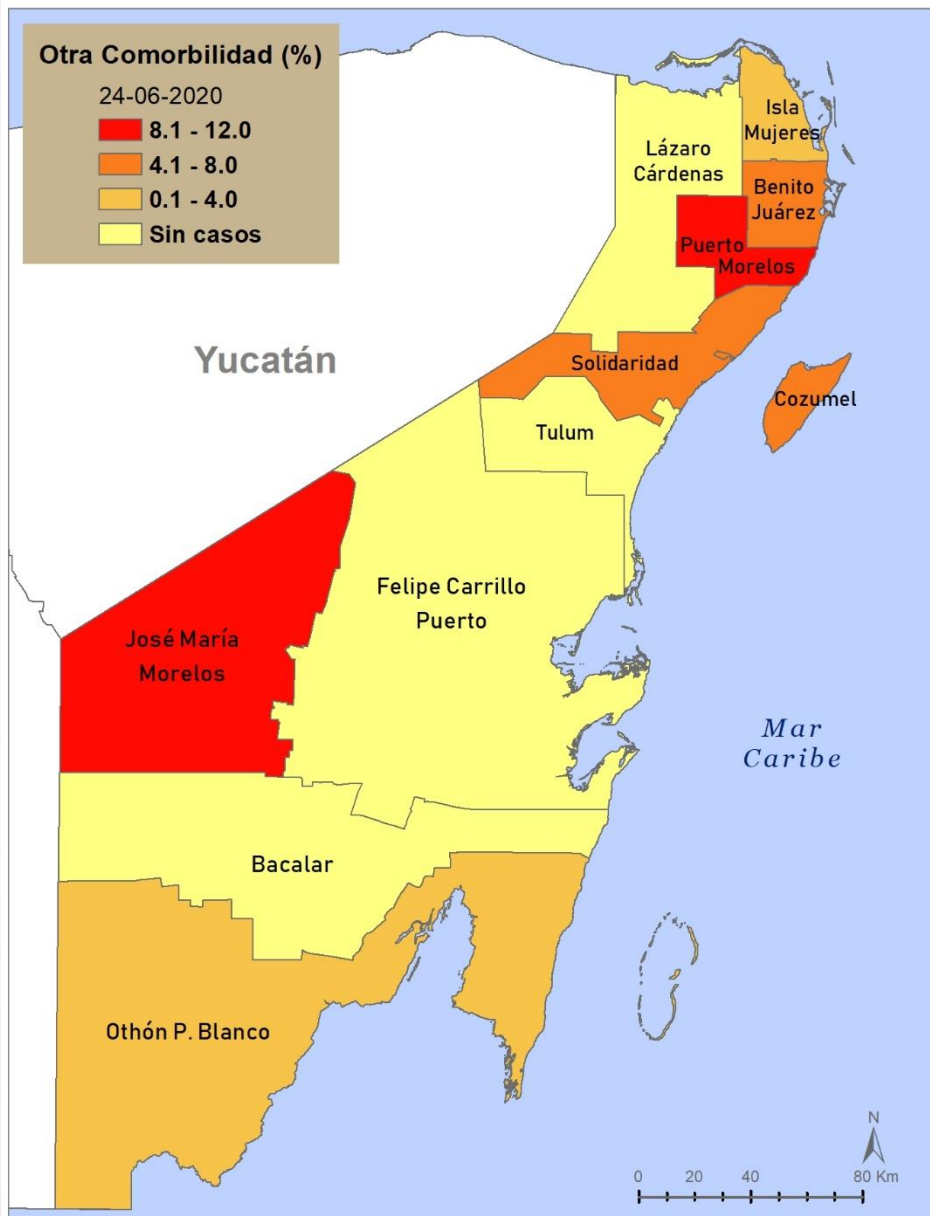 Otra Comorbilidad (%)
24-06-2020
8.1 - 12.0
4.1 - 8.0
0.1 - 4.0
Sin casos
Isla
Mujeres
Lázaro
Cárdenas
Benito
Juárez
Puerto
Morelos
Yucatán
Solidaridad
Cozumel
Tulum
Felipe Carrillo
Puerto
José María
Morelos
Mar
Caribe
Bacalar
Othón P. Blanco
N
0 20 40 80 Km